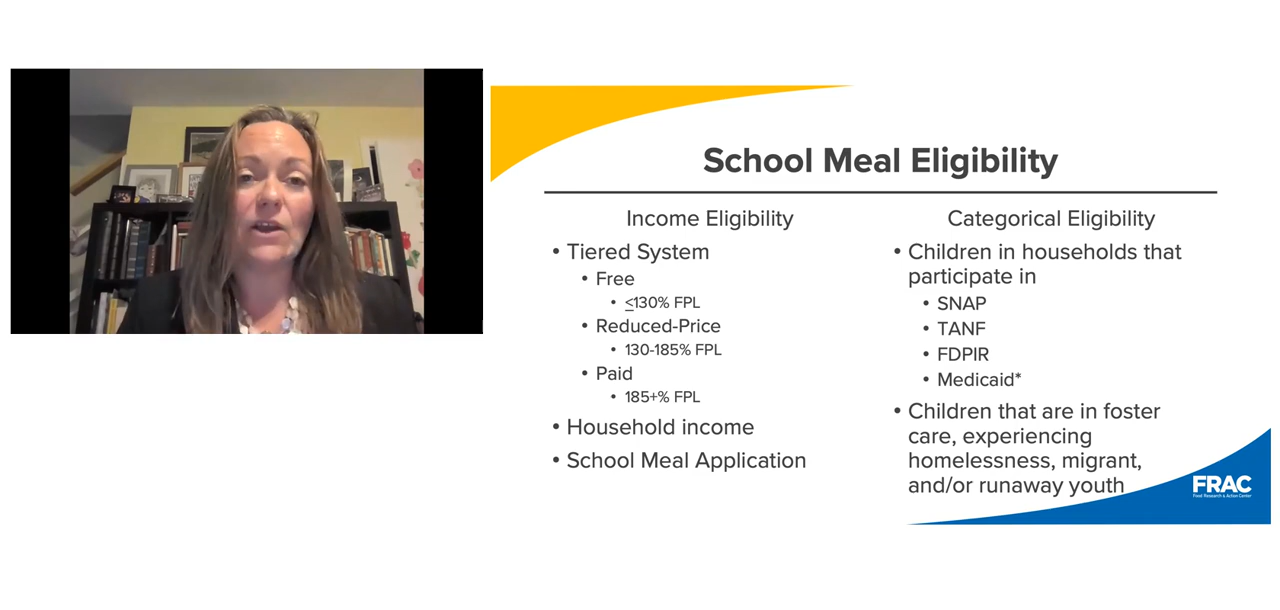 School Meal Eligibility
Income Eligibility
• Tiered System
• Free
• ≤130% FPL
• Reduced-Price
• 130-185% FPL
• Paid
• 185+% FPL
• Household income
• School Meal Application
Categorical Eligibility
• Children in households that
participate in
• SNAP
• TANF
• FDPIR
• Medicaid*
• Children that are in foster
care, experiencing
homelessness, migrant,
and/or runaway youth
FRAC
Food Research & Action Center